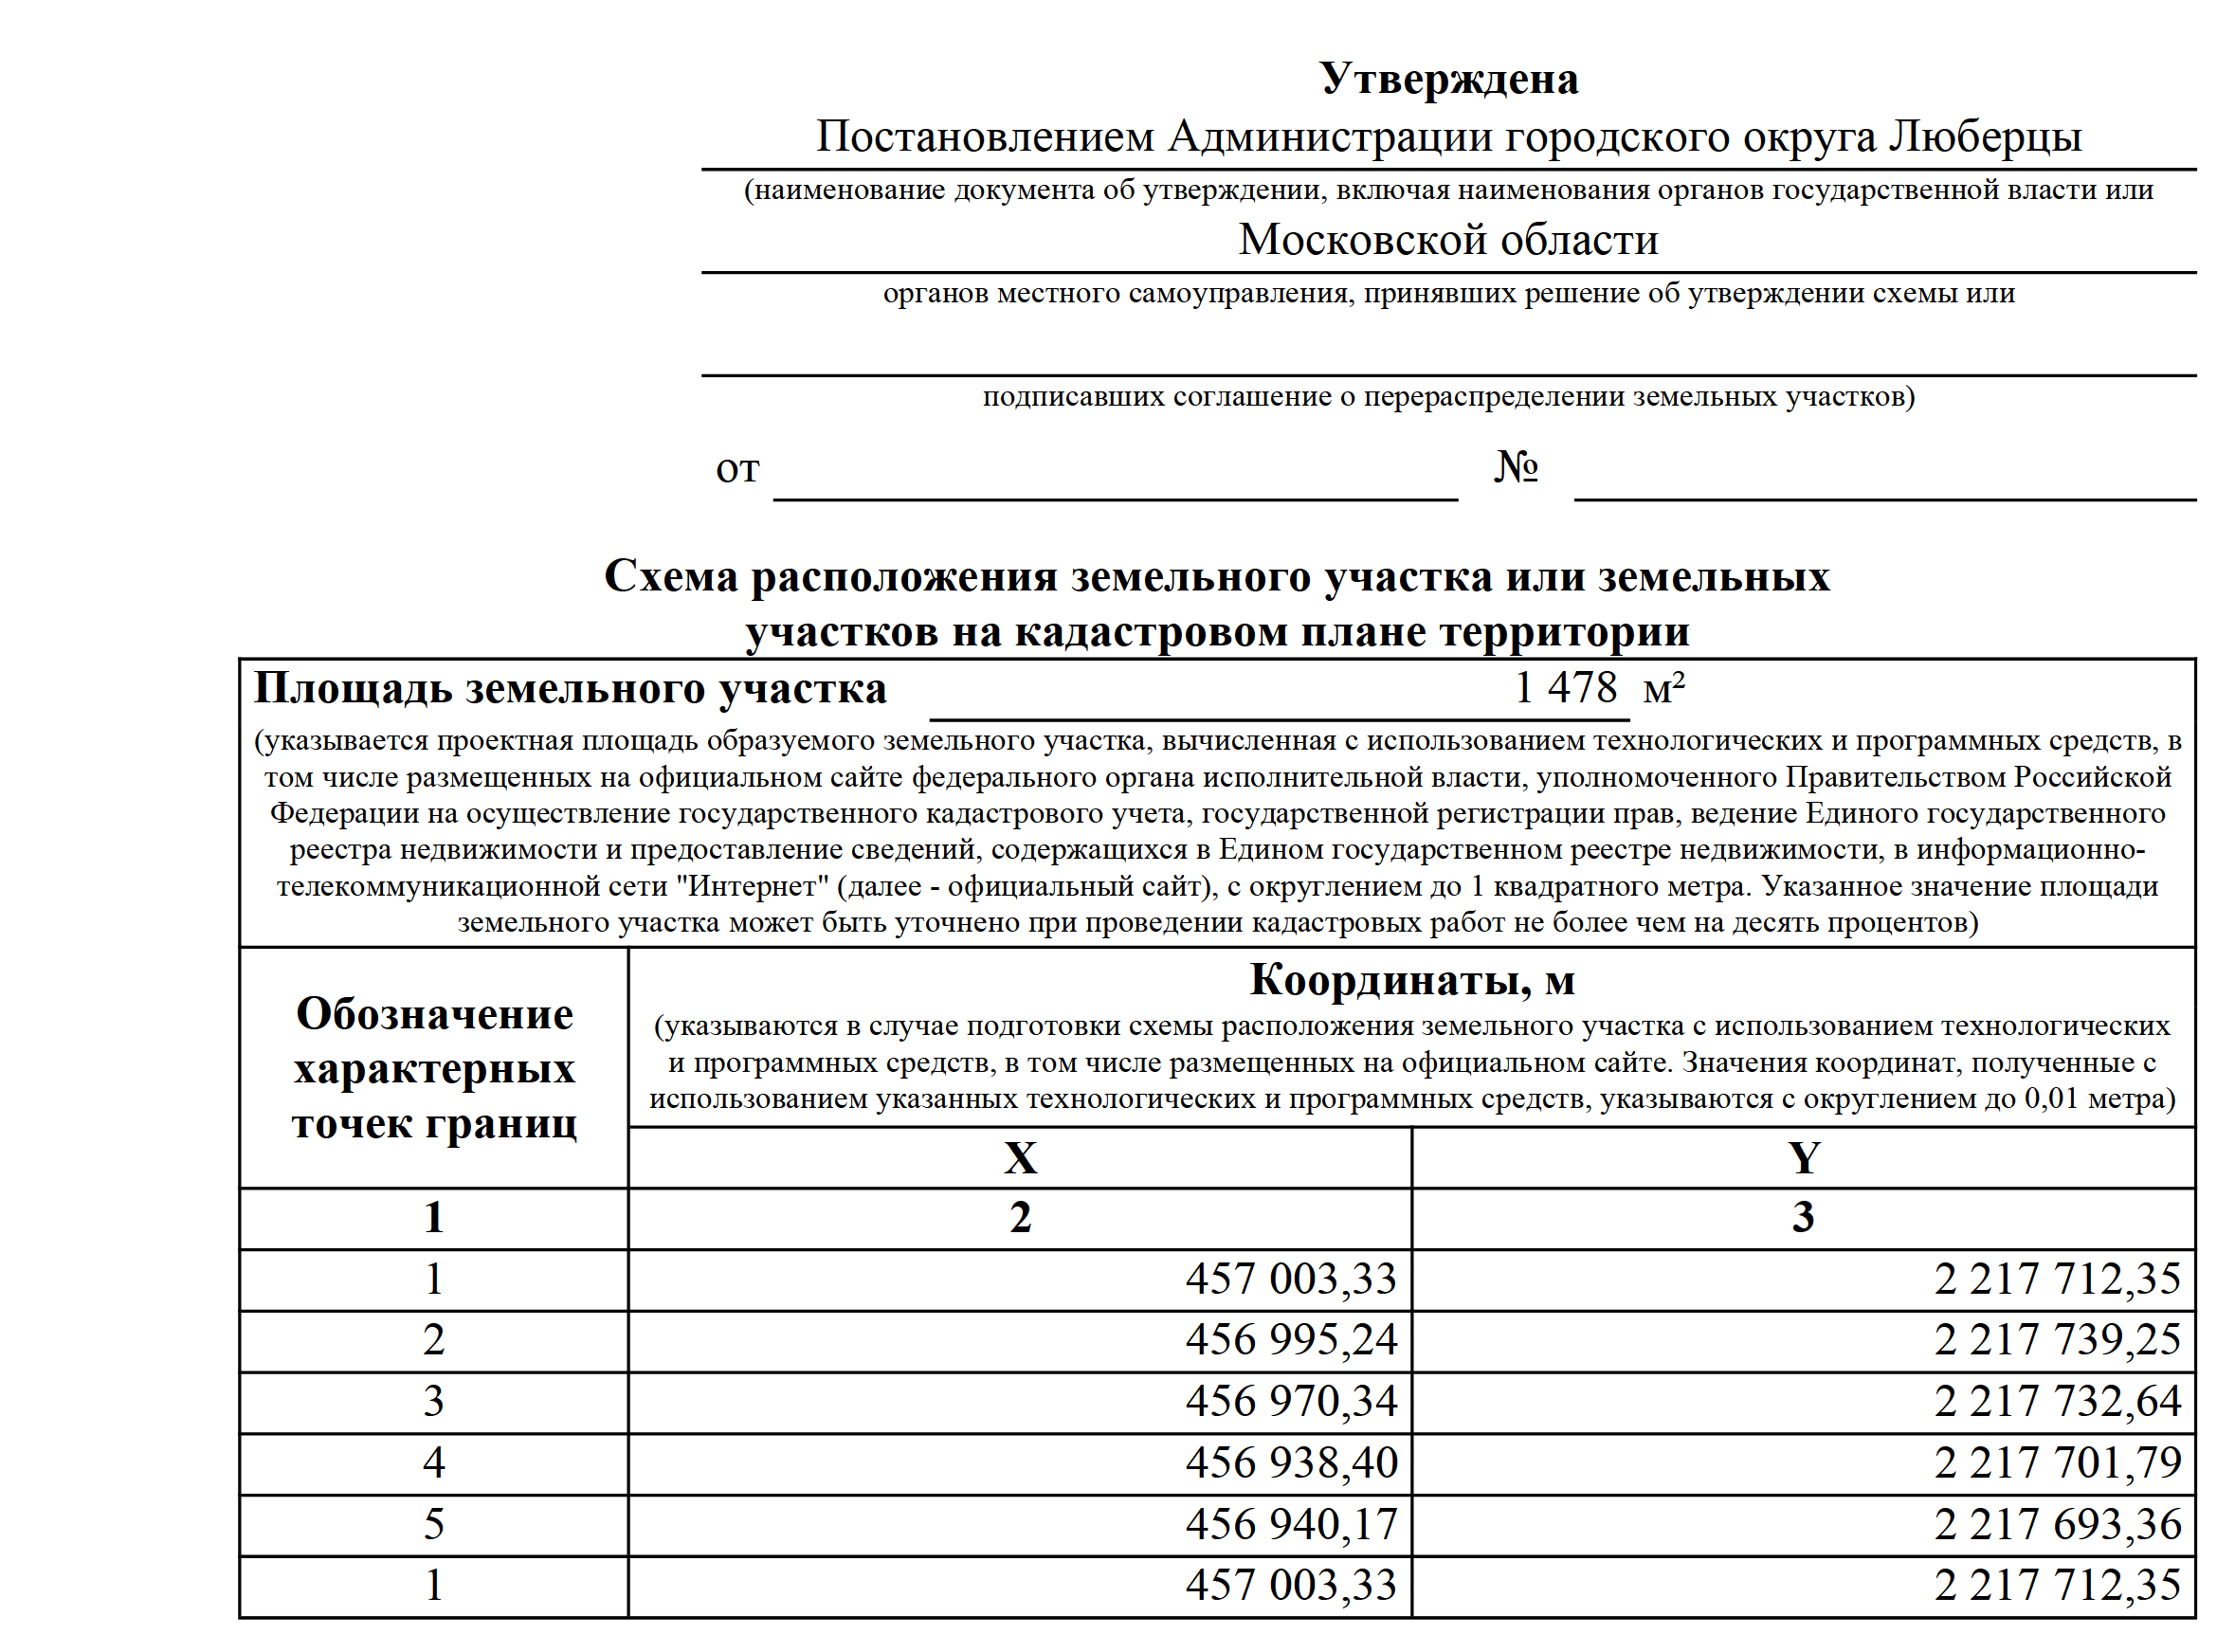 Утверждена
Постановлением Администрации городского округа Люберцы
(наименование документа об утверждении, включая наименования органов государственной власти или
Московской области
органов местного самоуправления, принявших решение об утверждении схемы или
подписавших соглашение о перераспределении земельных участков)
от №
Схема расположения земельного участка или земельных
участков на кадастровом плане территории
Площадь земельного участка 1 478 м²
(указывается проектная площадь образуемого земельного участка, вычисленная с использованием технологических и программных средств, в
том числе размещенных на официальном сайте федерального органа исполнительной власти, уполномоченного Правительством Российской
Федерации на осуществление государственного кадастрового учета, государственной регистрации прав, ведение Единого государственного
реестра недвижимости и предоставление сведений, содержащихся в Едином государственном реестре недвижимости, в информационно-
телекоммуникационной сети "Интернет" (далее - официальный сайт), с округлением до 1 квадратного метра. Указанное значение площади
земельного участка может быть уточнено при проведении кадастровых работ не более чем на десять процентов)
Обозначение
характерных
точек границ
Координаты, м
(указываются в случае подготовки схемы расположения земельного участка с использованием технологических
и программных средств, в том числе размещенных на официальном сайте. Значения координат, полученные с
использованием указанных технологических и программных средств, указываются с округлением до 0,01 метра)
X Y
1 2 3
1 457 003,33 2 217 712,35
2 456 995,24 2 217 739,25
3 456 970,34 2 217 732,64
4 456 938,40 2 217 701,79
5 456 940,17 2 217 693,36
1 457 003,33 2 217 712,35